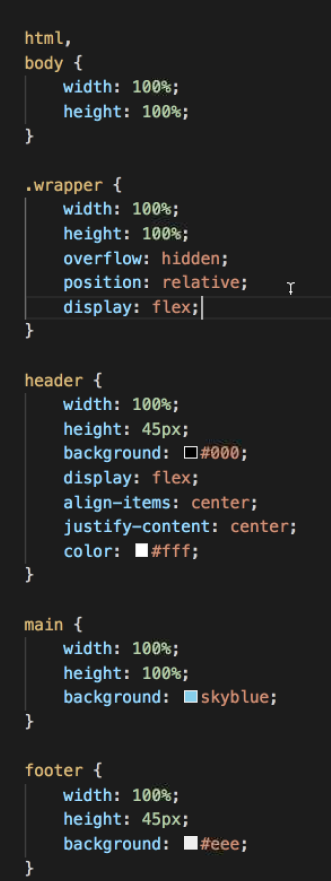 html,
body {
    width: 100%;
    height: 100%;
}
.wrapper {
    width: 100%;
    height: 100%;
    overflow: hidden;
    position: relative;
    display: flex;
}
header {
    width: 100%;
    height: 45px;
    background: #000;
    display: flex;
    align-items: center;
    justify-content: center;
    color: #fff;
}
main {
    width: 100%;
    height: 100%;
    background: skyblue;
}
footer {
    width: 100%;
    height: 45px;
    background: #eee;
}